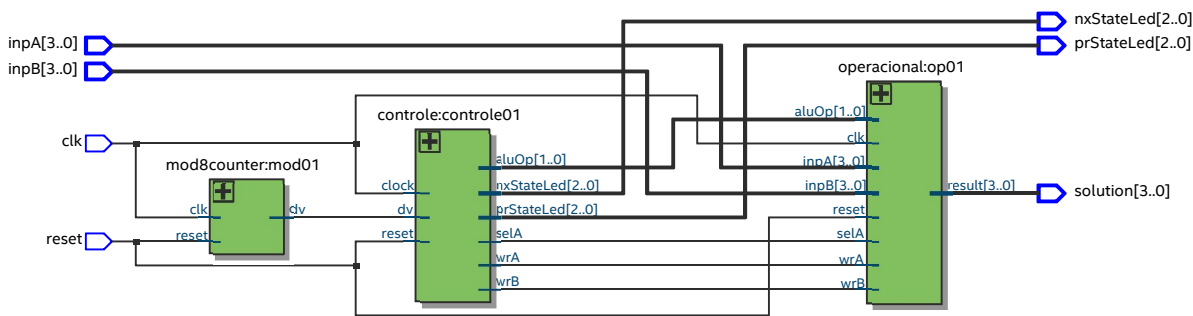 nxStateLed[2..0]
inpA[3..0]
prStateLed[2..0]
inpB[3..0]
operacional:op01
controle:controle01
aluOp[1..0]
clk
clk
mod8counter:mod01
aluOp[1..0]
inpA[3..0]
clock
nxStateLed[2..0]
inpB[3..0]
result[3..0]
solution[3..0]
clk
dv
dv
prStateLed[2..0]
reset
reset
reset
reset
selA
selA
wrA
wrA
wrB
wrB